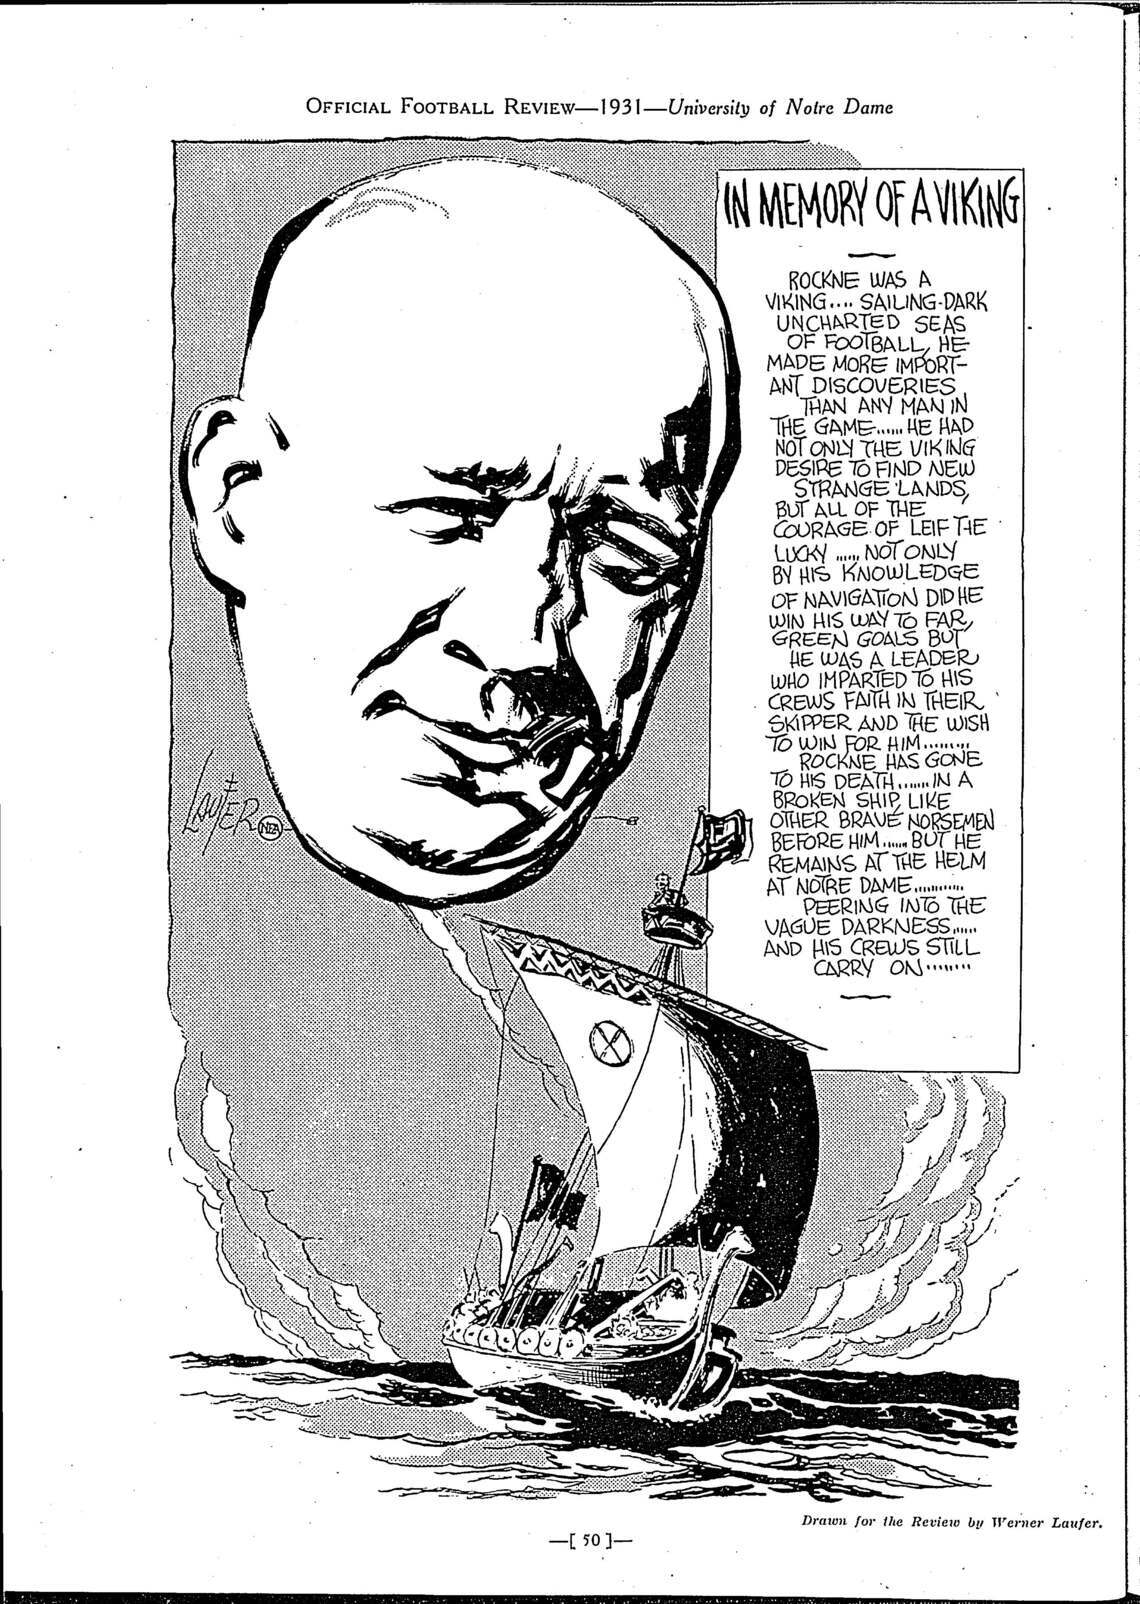 OFFICIAL FOOTBALL REVIEW—1931—University of Notre Dame
IN MEMORY OF A VIKING
ROCKNE WAS A
VIKING.... SAILING DARK
UNCHARTED SEAS
OF FOOTBALL, HE
MADE MORE IMPORT-
ANT DISCOVERIES
THAN ANY MAN IN
THE GAME...... HE HAD
NOT ONLY THE VIKING
DESIRE TO FIND NEW
STRANGE LANDS,
BUT ALL OF THE
COURAGE OF LEIF THE
LUCKY ...... NOT ONLY
BY HIS KNOWLEDGE
OF NAVIGATION DID HE
WIN HIS WAY TO FAR,
GREEN GOALS BUT
HE WAS A LEADER
WHO IMPARTED TO HIS
CREWS FAITH IN THEIR
SKIPPER AND THE WISH
TO WIN FOR HIM.........
ROCKNE HAS GONE
TO HIS DEATH.......IN A
BROKEN SHIP, LIKE
OTHER BRAVE NORSEMEN
BEFORE HIM...... BUT HE
REMAINS AT THE HELM
AT NOTRE DAME...........
PEERING INTO THE
VAGUE DARKNESS.....
AND HIS CREWS STILL
CARRY ON........
LAUFER
NEA
Drawn for the Review by Werner Laufer.
—[ 50 ]—